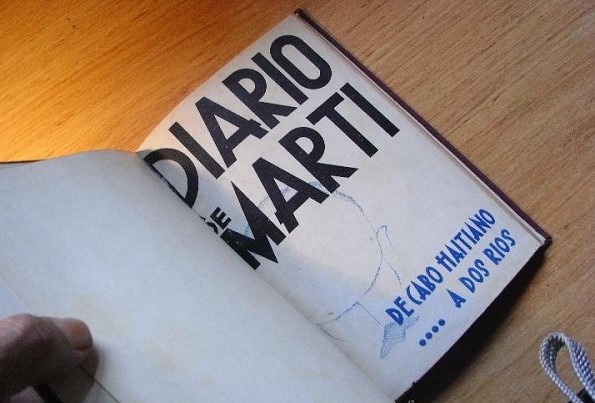 DIARIO
DE
MARTI
DE CABO HAITIANO
.... A DOS RIOS